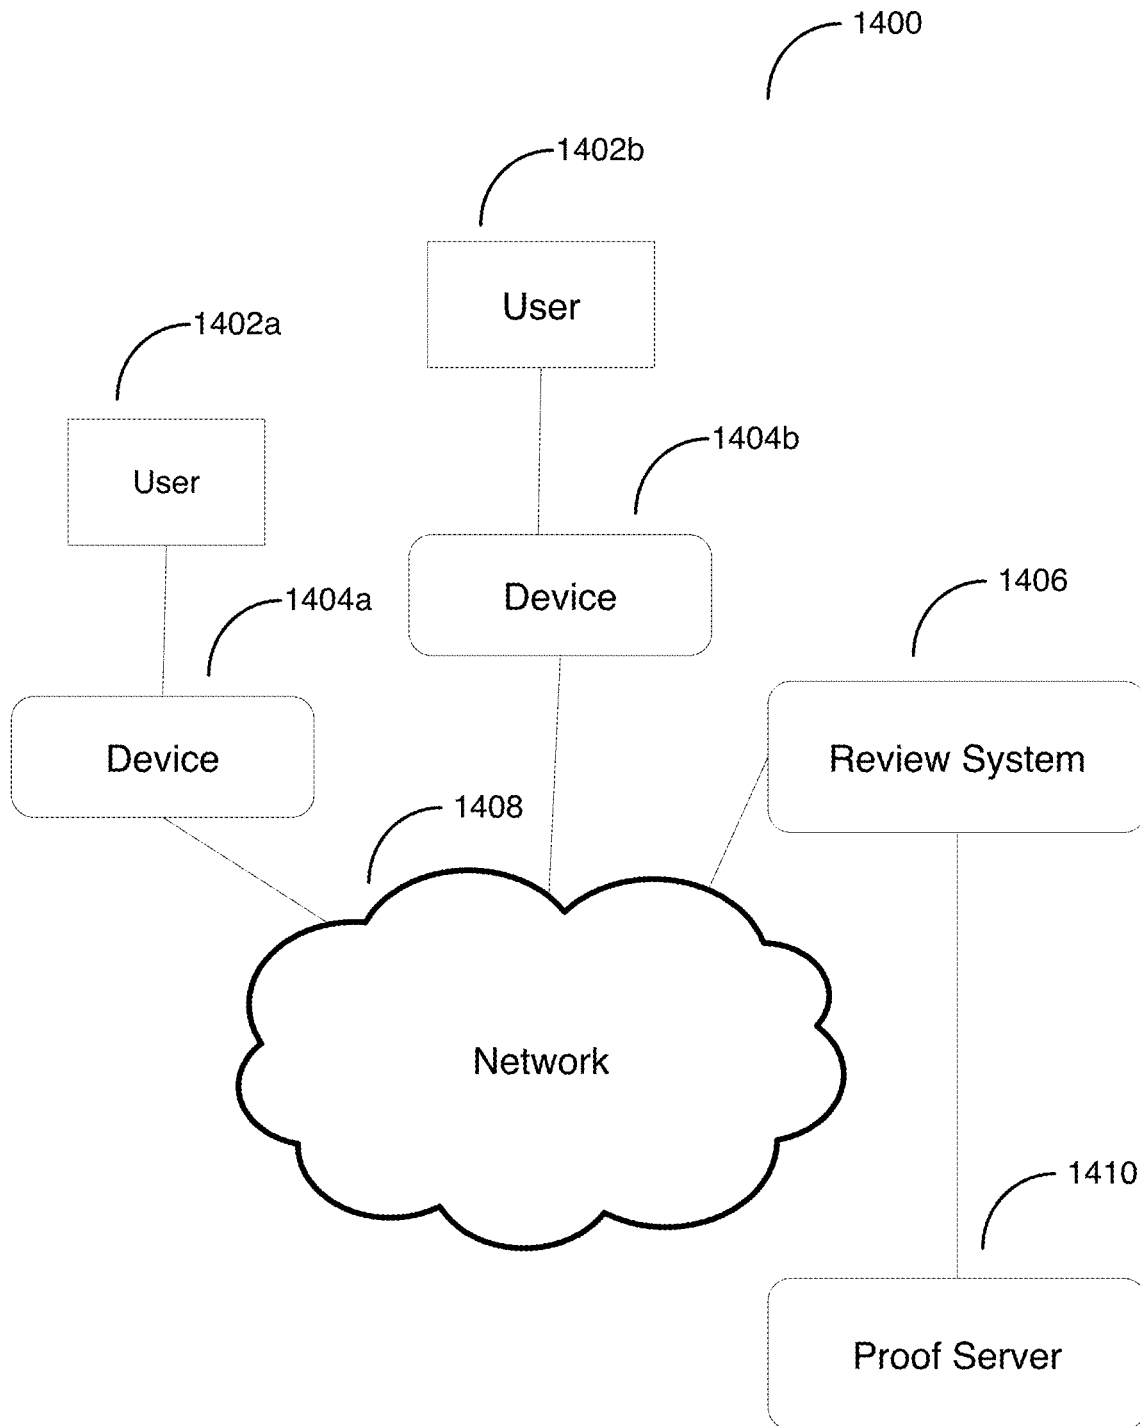 1400
1402b
User
1402a
1404b
User
Device
1406
1404a
Device
Review System
1408
Network
1410
Proof Server